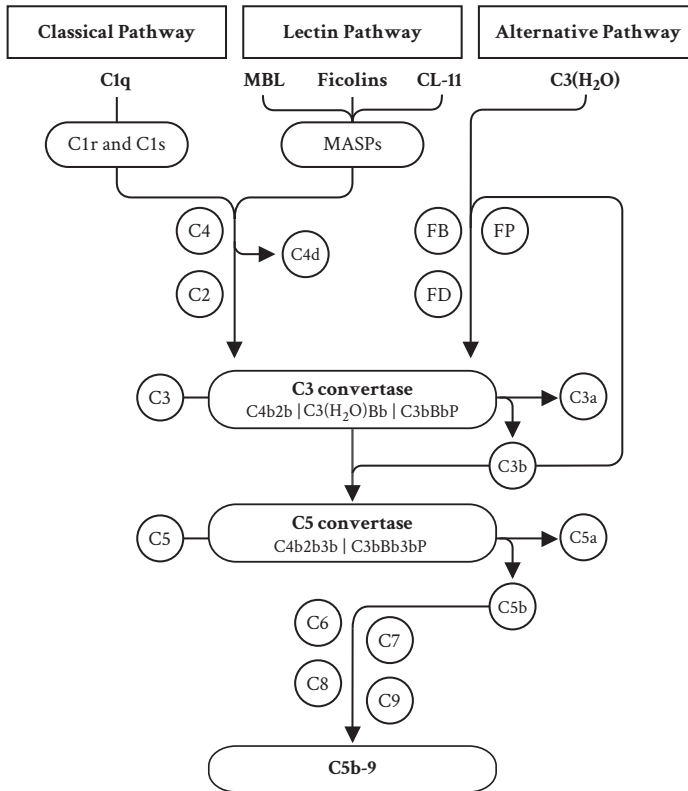 Classical Pathway
Lectin Pathway
Alternative Pathway
C1q
MBL
Ficolins
CL-11
C3(H₂O)
C1r and C1s
MASPs
C4
C4d
FB
FP
C2
FD
C3 convertase
C3
C4b2b | C3(H₂O)Bb | C3bBbP
C3a
C3b
C5 convertase
C5
C4b2b3b | C3bBb3bP
C5a
C5b
C6
C7
C8
C9
C5b-9